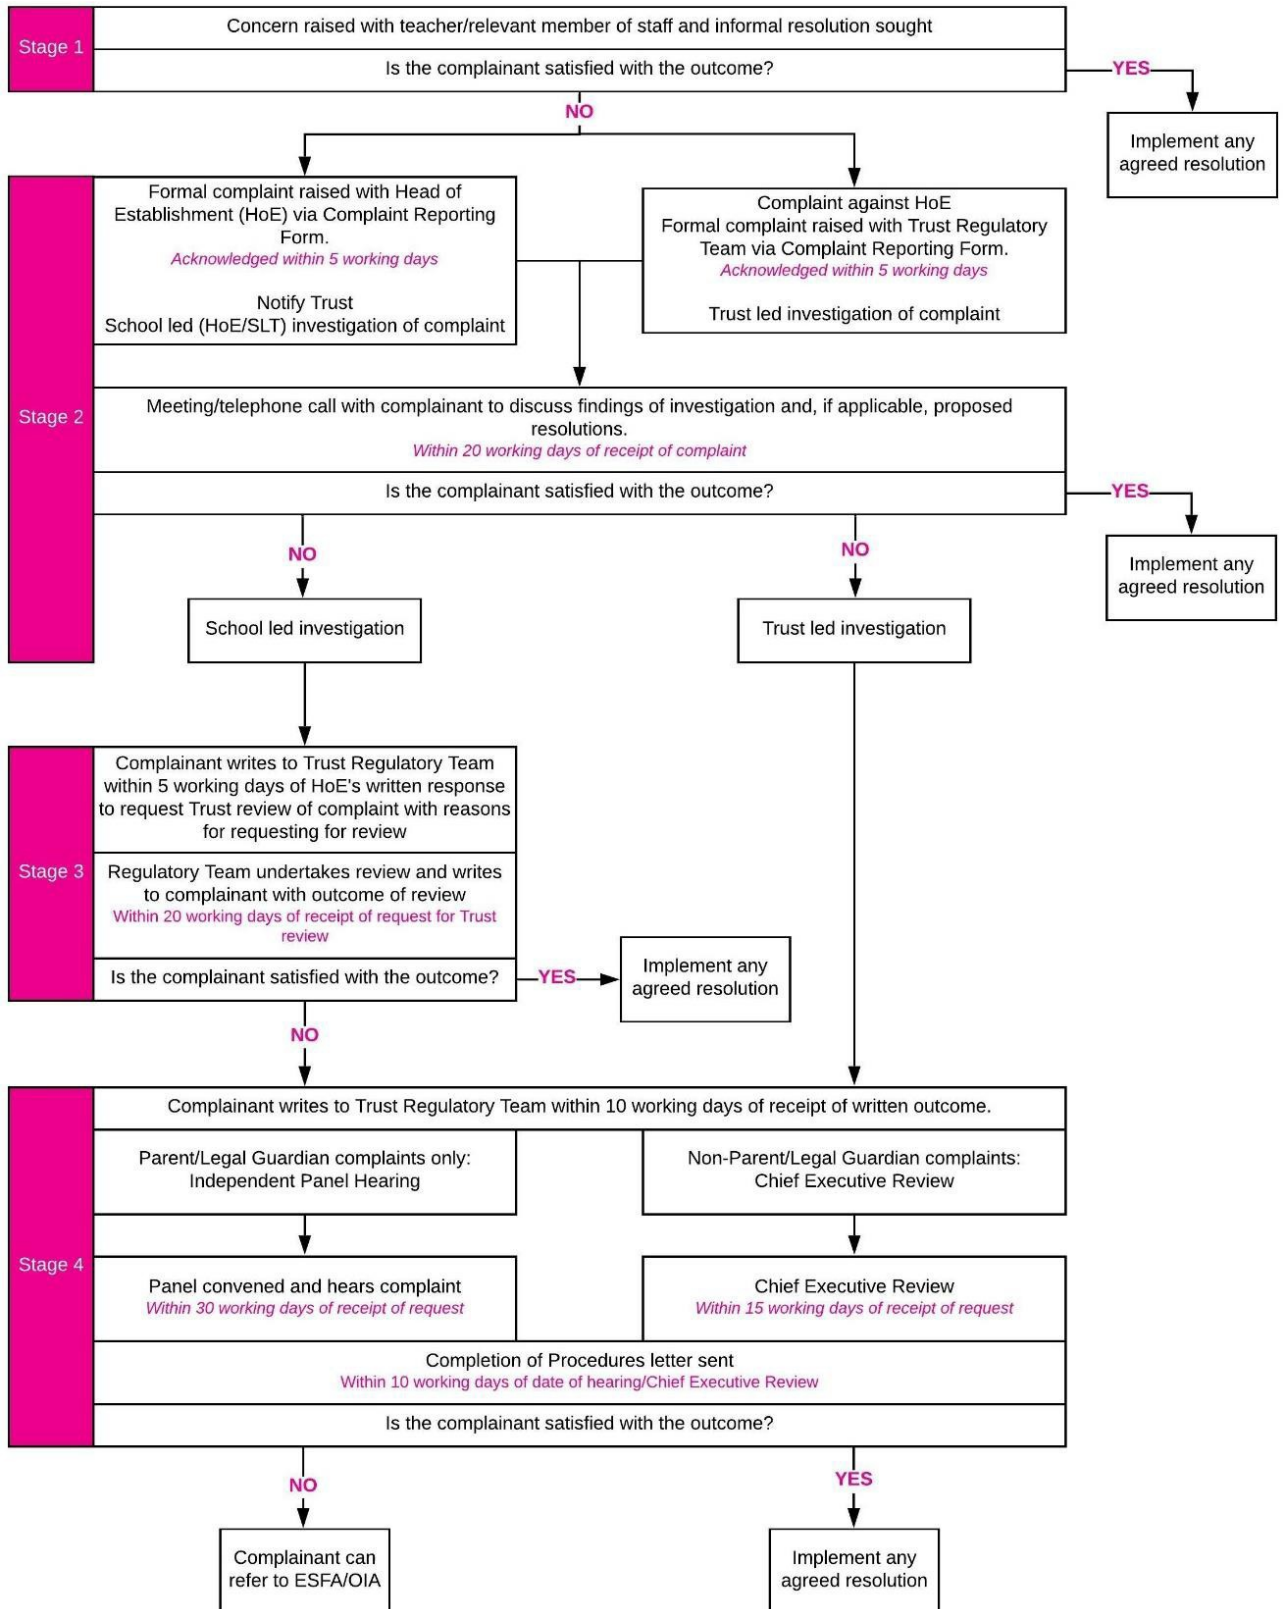 Stage 1
Concern raised with teacher/relevant member of staff and informal resolution sought
Is the complainant satisfied with the outcome?
YES
NO
Implement any
agreed resolution
Stage 2
Formal complaint raised with Head of
Establishment (HoE) via Complaint Reporting
Form.
Acknowledged within 5 working days
Notify Trust
School led (HoE/SLT) investigation of complaint
Complaint against HoE
Formal complaint raised with Trust Regulatory
Team via Complaint Reporting Form.
Acknowledged within 5 working days
Trust led investigation of complaint
Meeting/telephone call with complainant to discuss findings of investigation and, if applicable, proposed
resolutions.
Within 20 working days of receipt of complaint
Is the complainant satisfied with the outcome?
YES
Implement any
agreed resolution
NO
NO
School led investigation
Trust led investigation
Stage 3
Complainant writes to Trust Regulatory Team
within 5 working days of HoE's written response
to request Trust review of complaint with reasons
for requesting for review
Regulatory Team undertakes review and writes
to complainant with outcome of review
Within 20 working days of receipt of request for Trust
review
Is the complainant satisfied with the outcome?
YES
Implement any
agreed resolution
NO
Stage 4
Complainant writes to Trust Regulatory Team within 10 working days of receipt of written outcome.
Parent/Legal Guardian complaints only:
Independent Panel Hearing
Non-Parent/Legal Guardian complaints:
Chief Executive Review
Panel convened and hears complaint
Within 30 working days of receipt of request
Chief Executive Review
Within 15 working days of receipt of request
Completion of Procedures letter sent
Within 10 working days of date of hearing/Chief Executive Review
Is the complainant satisfied with the outcome?
NO
YES
Complainant can
refer to ESFA/OIA
Implement any
agreed resolution